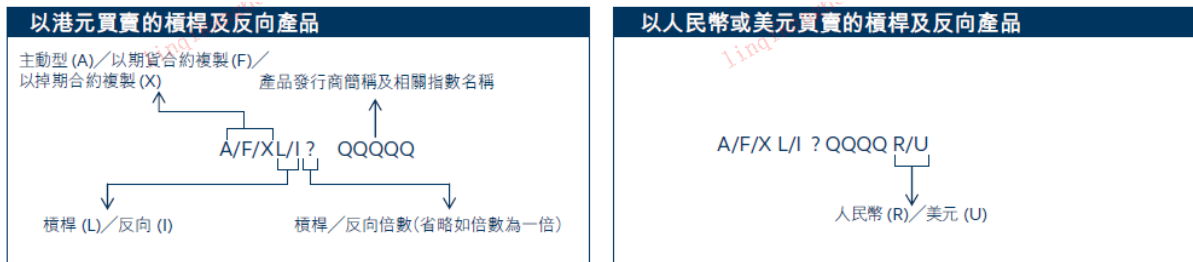 以港元買賣的槓桿及反向產品
主動型 (A)／以期貨合約複製 (F)／
以掉期合約複製 (X)
產品發行商簡稱及相關指數名稱
A/F/X L/I ? QQQQQ
槓桿 (L)／反向 (I)
槓桿／反向倍數（省略如倍數為一倍）
以人民幣或美元買賣的槓桿及反向產品
A/F/X L/I ? QQQQ R/U
人民幣 (R)／美元 (U)